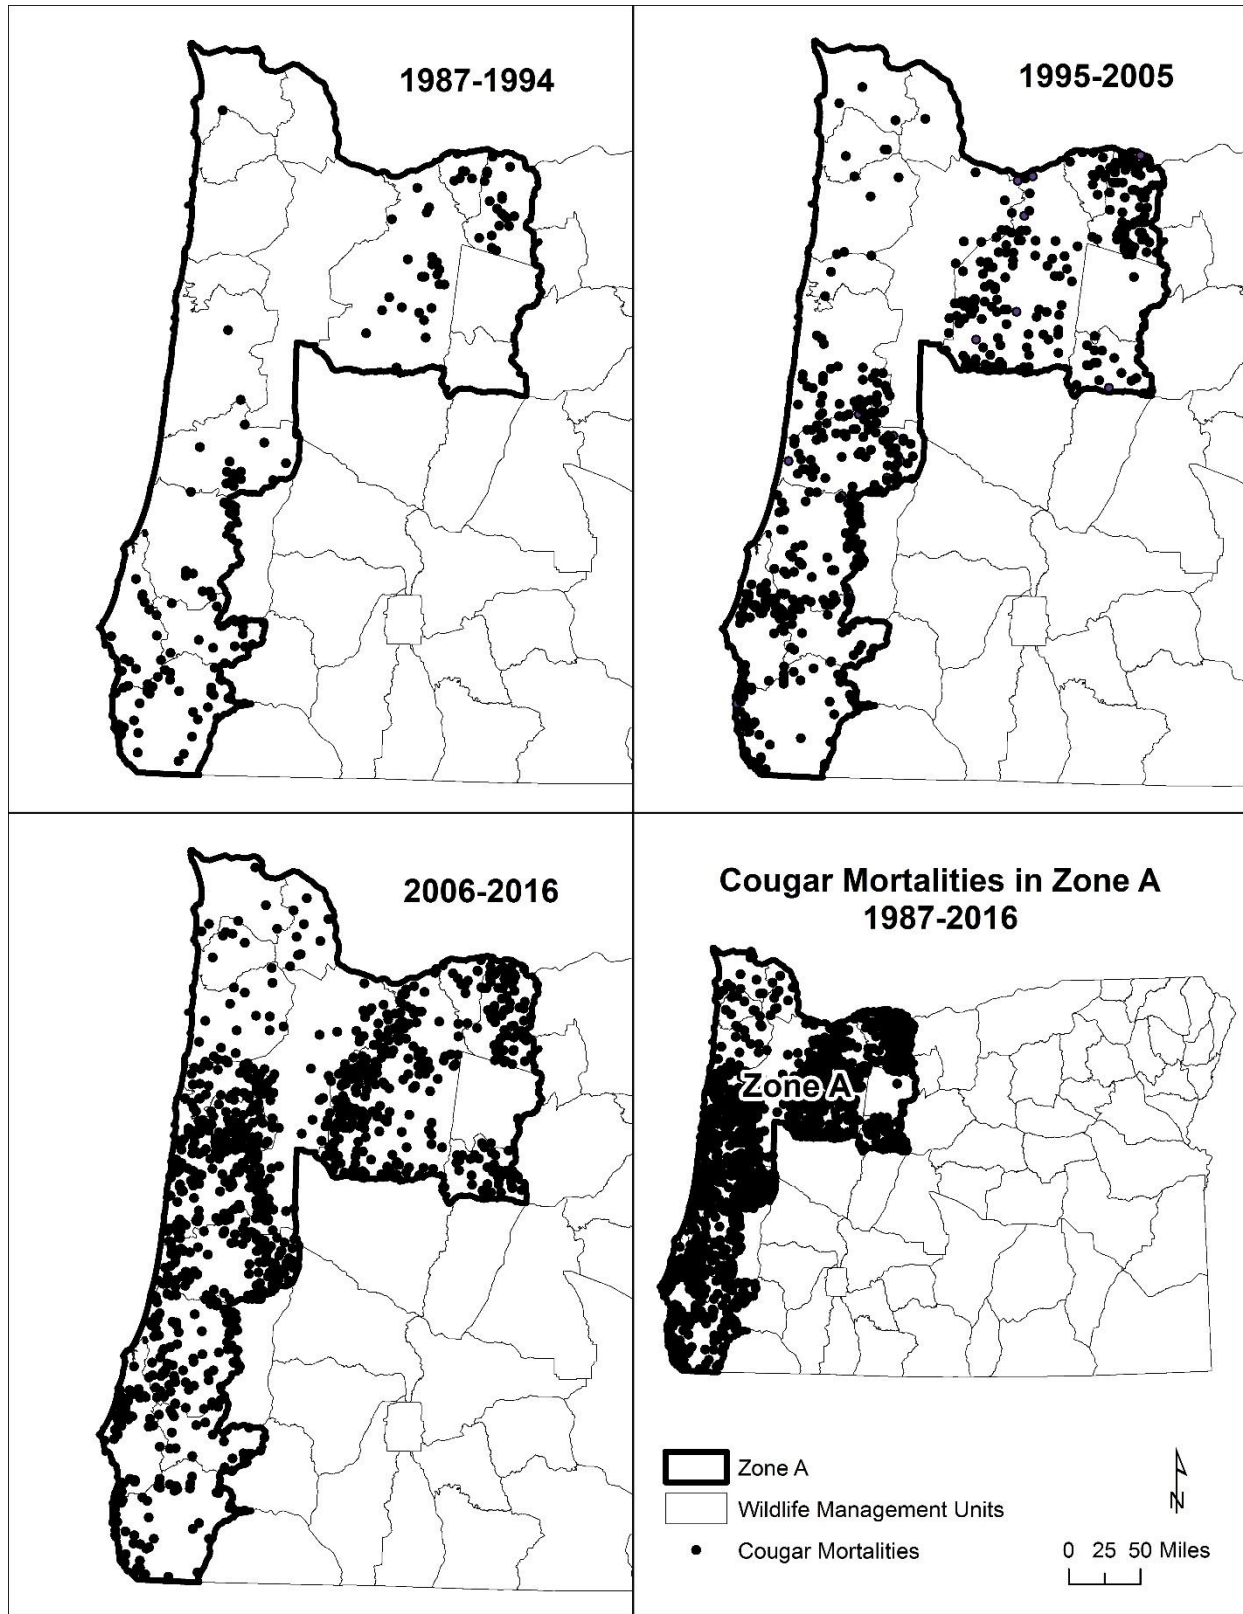 1987-1994
1995-2005
2006-2016
Cougar Mortalities in Zone A
1987-2016
Zone A
Zone A
Wildlife Management Units
Cougar Mortalities
N
0 25 50 Miles